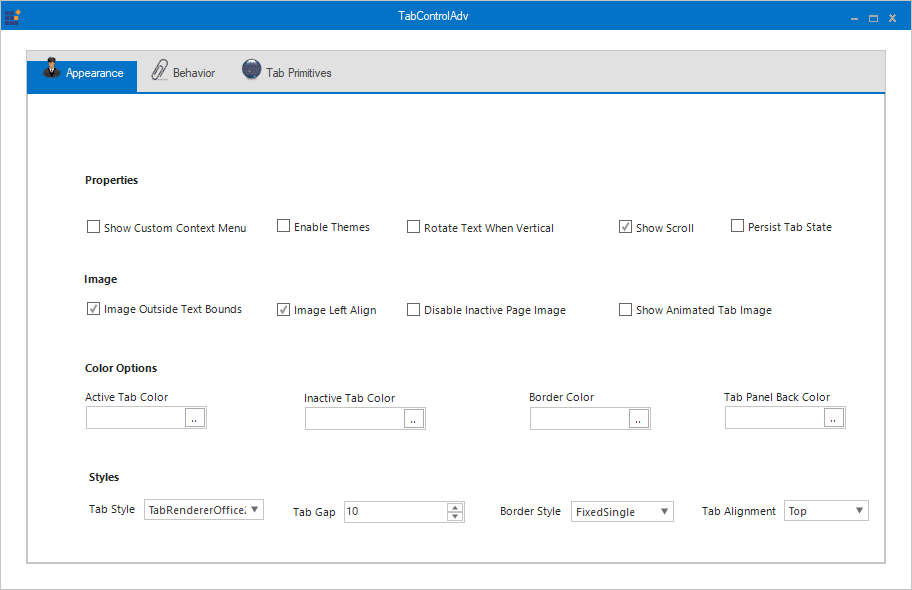 TabControlAdv
Appearance Behavior Tab Primitives
Properties
Show Custom Context Menu Enable Themes Rotate Text When Vertical Show Scroll Persist Tab State
Image
Image Outside Text Bounds Image Left Align Disable Inactive Page Image Show Animated Tab Image
Color Options
Active Tab Color Inactive Tab Color Border Color Tab Panel Back Color
.. .. .. ..
Styles
Tab Style TabRendererOffice Tab Gap 10 Border Style FixedSingle Tab Alignment Top